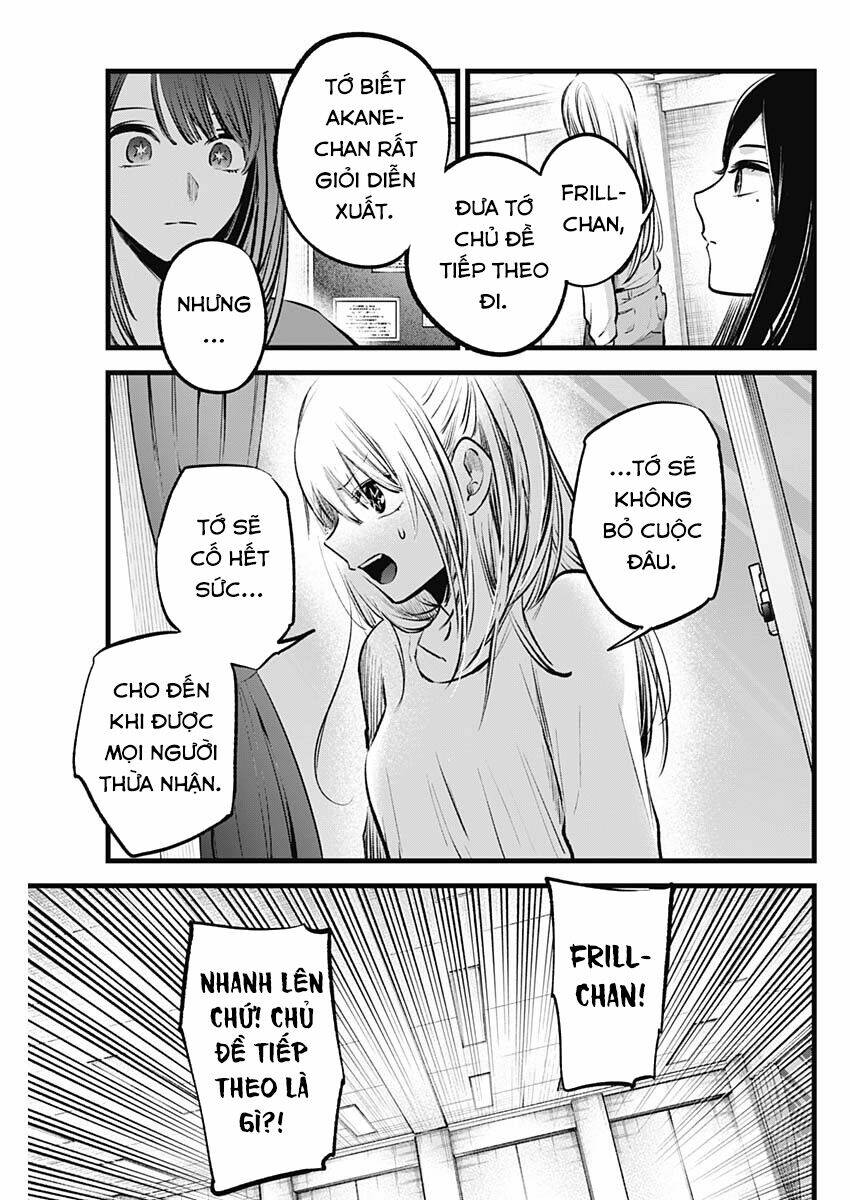 FRILL-
CHAN,
ĐƯA TỚ
CHỦ ĐỀ
TIẾP THEO
ĐI.
TỚ BIẾT
AKANE-
CHAN RẤT
GIỎI DIỄN
XUẤT.
NHƯNG
...
...TỚ SẼ
KHÔNG
BỎ CUỘC
ĐÂU.
TỚ SẼ
CỐ HẾT
SỨC...
CHO ĐẾN
KHI ĐƯỢC
MỌI NGƯỜI
THỪA NHẬN.
FRILL-
CHAN!
NHANH LÊN
CHỨ! CHỦ
ĐỀ TIẾP
THEO LÀ
GÌ?!